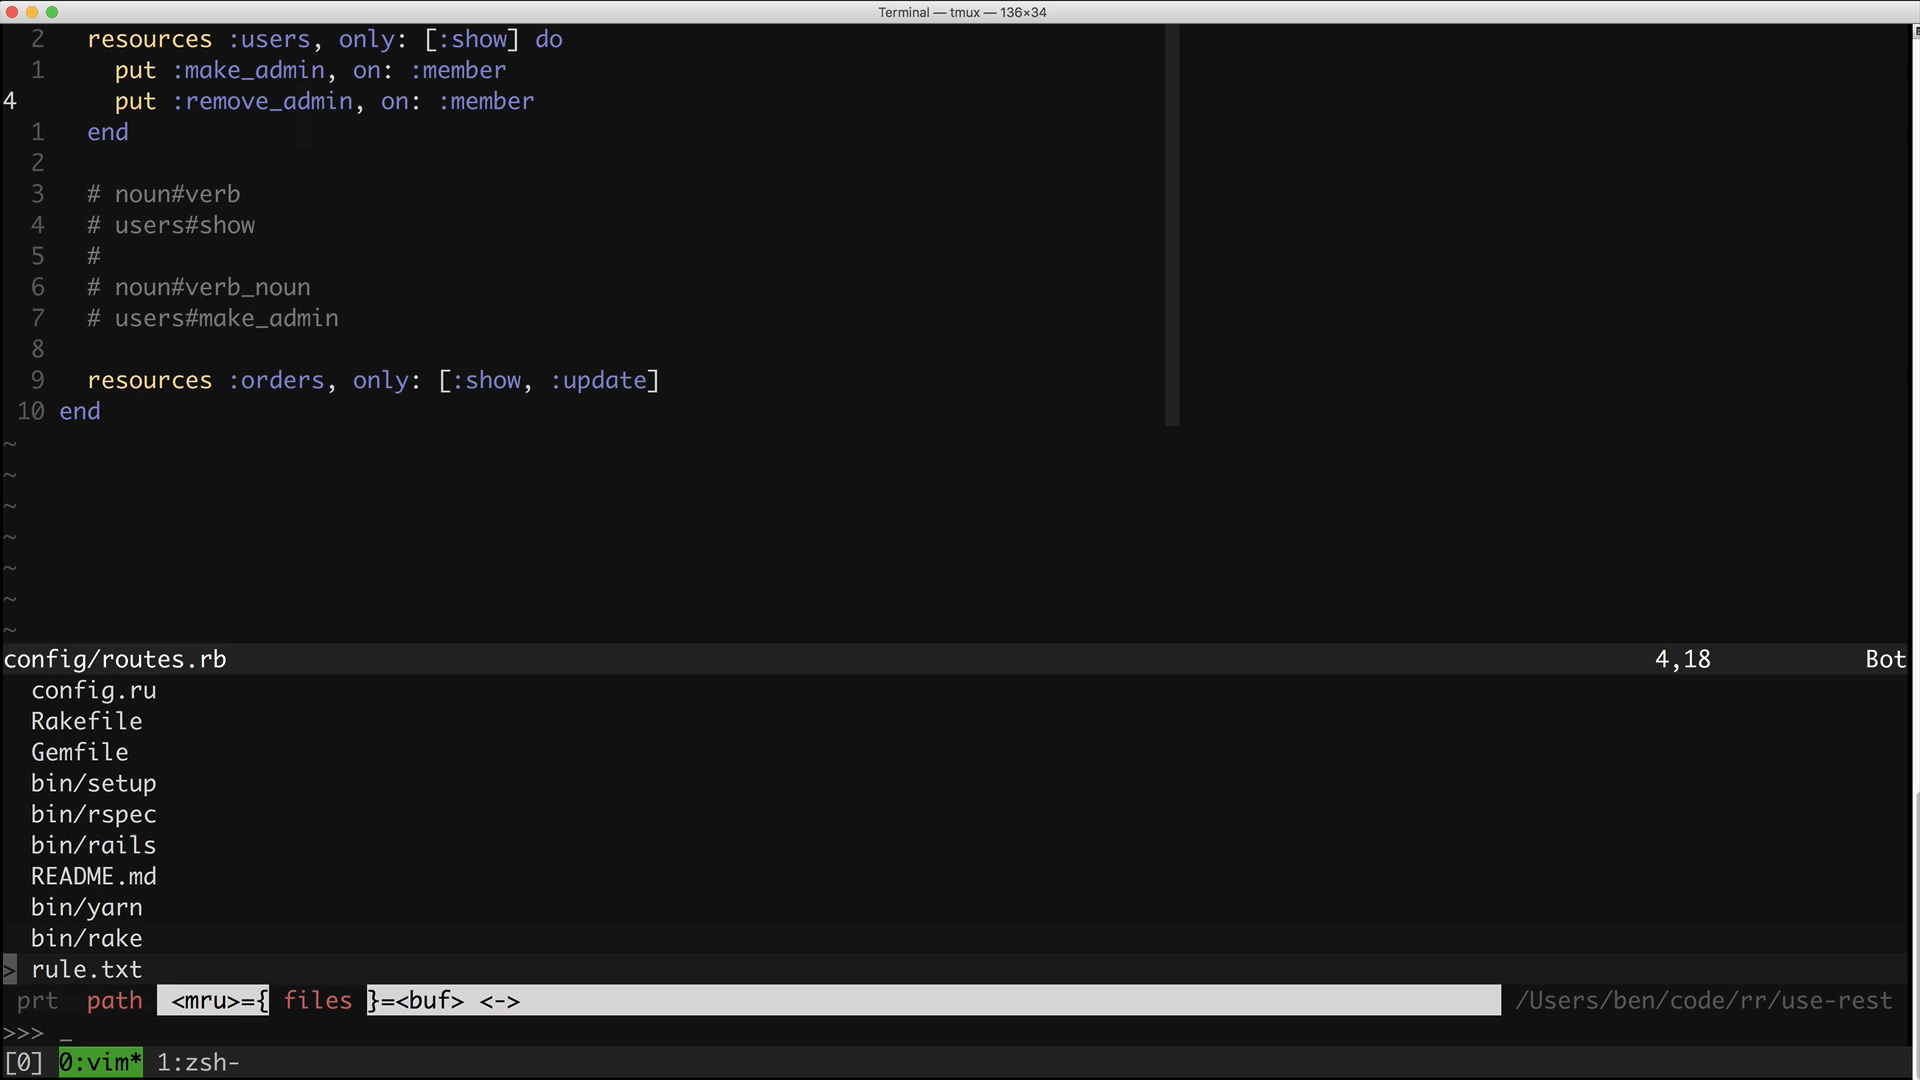 Terminal — tmux — 136×34
2   resources :users, only: [:show] do
1     put :make_admin, on: :member
4       put :remove_admin, on: :member
1   end
2
3   # noun#verb
4   # users#show
5   #
6   # noun#verb_noun
7   # users#make_admin
8
9   resources :orders, only: [:show, :update]
10 end
~
~
~
~
~
~
~
config/routes.rb 4,18 Bot
config.ru
Rakefile
Gemfile
bin/setup
bin/rspec
bin/rails
README.md
bin/yarn
bin/rake
> rule.txt
prt path <mru>={ files }=<buf> <-> /Users/ben/code/rr/use-rest
>>> _
[0] 0:vim* 1:zsh-